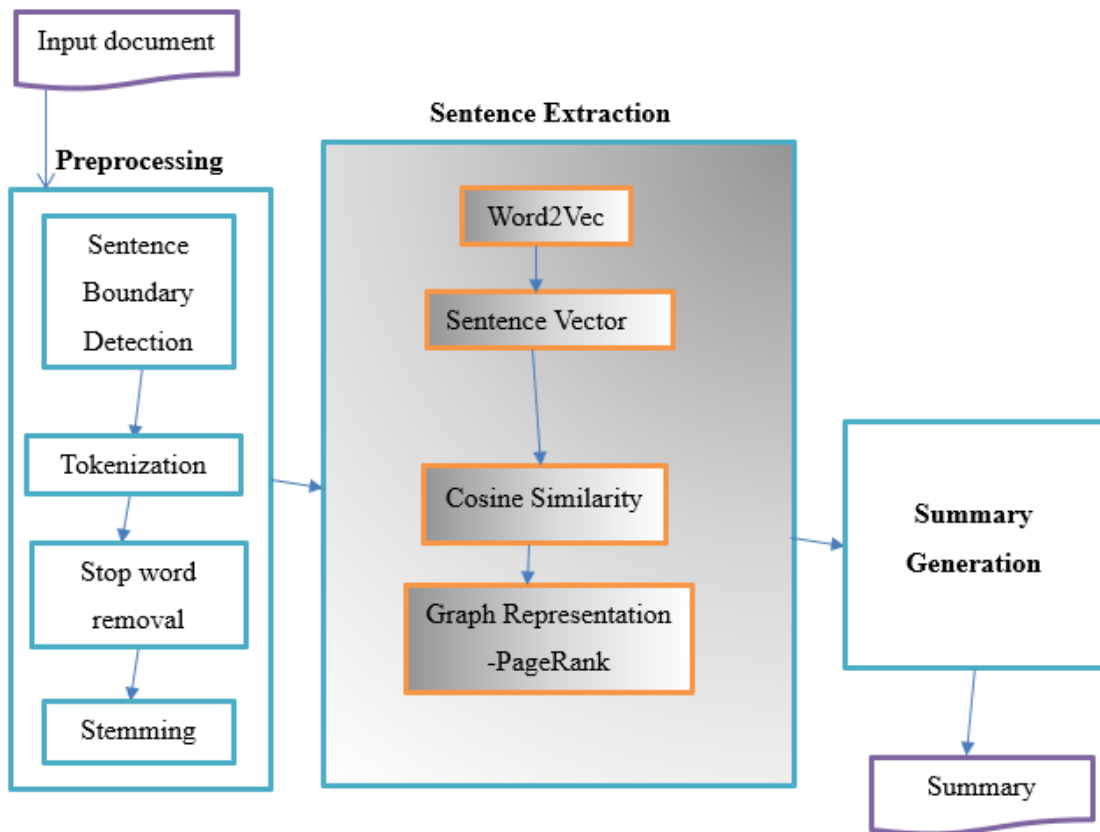 Input document
Preprocessing
Sentence
Boundary
Detection
Tokenization
Stop word
removal
Stemming
Sentence Extraction
Word2Vec
Sentence Vector
Cosine Similarity
Graph Representation
-PageRank
Summary
Generation
Summary